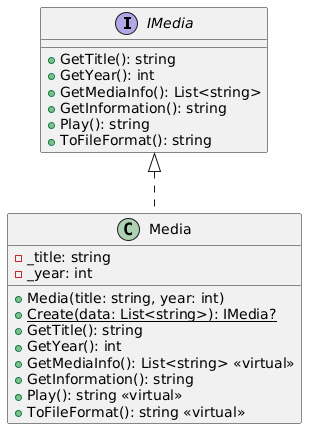 I IMedia
GetTitle(): string
GetYear(): int
GetMediaInfo(): List<string>
GetInformation(): string
Play(): string
ToFileFormat(): string
C Media
_title: string
_year: int
Media(title: string, year: int)
Create(data: List<string>): IMedia?
GetTitle(): string
GetYear(): int
GetMediaInfo(): List<string> «virtual»
GetInformation(): string
Play(): string «virtual»
ToFileFormat(): string «virtual»